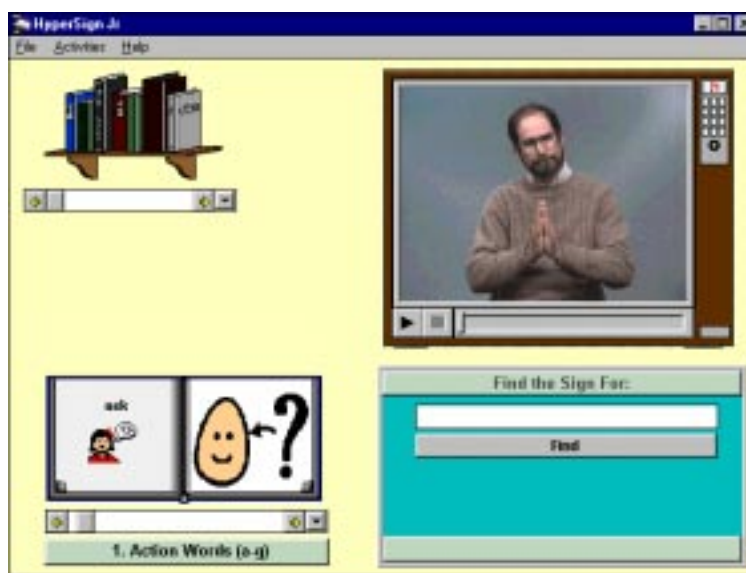 HyperSign Jr
File Activities Help
Find the Sign For:
ask
Find
1. Action Words (a-g)